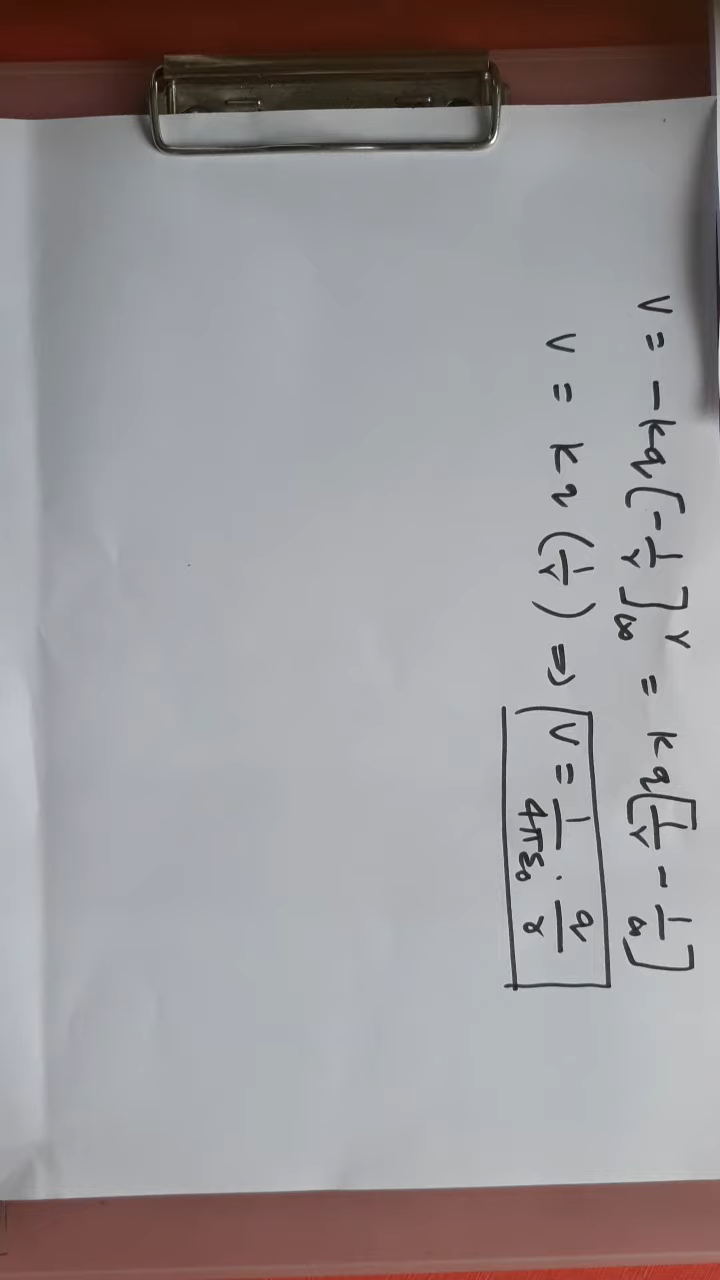 V = -kq[-1/r]^r_∞ = kq[1/r - 1/∞]
V = kq(1/r) => V = 1/4πε₀ · q/r